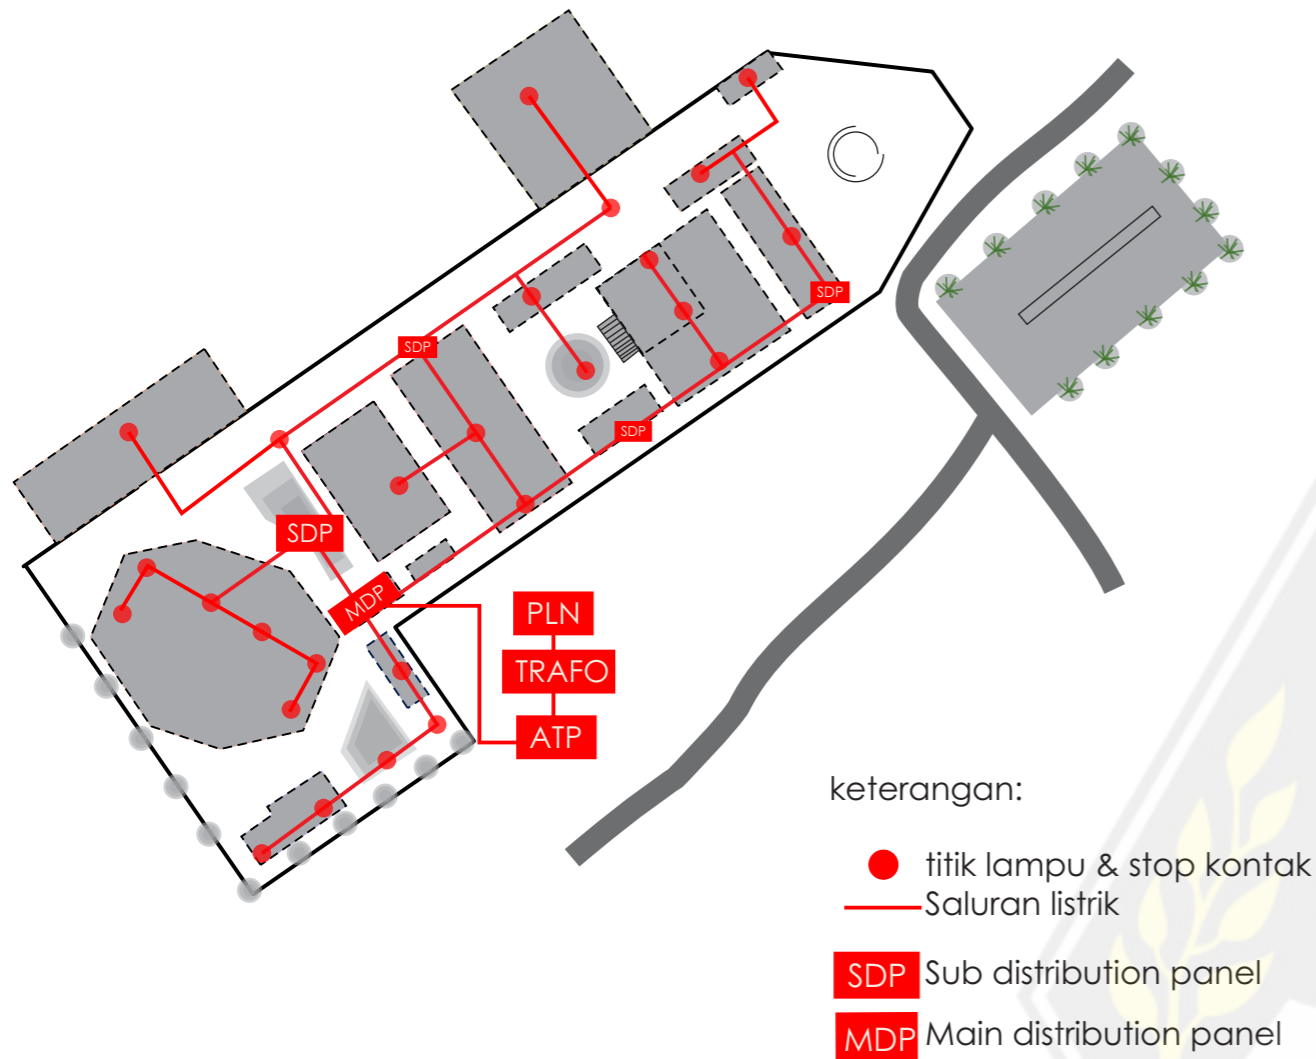 SDP
SDP
SDP
SDP
MDP
PLN
TRAFO
ATP
keterangan:
titik lampu & stop kontak
Saluran listrik
SDP Sub distribution panel
MDP Main distribution panel